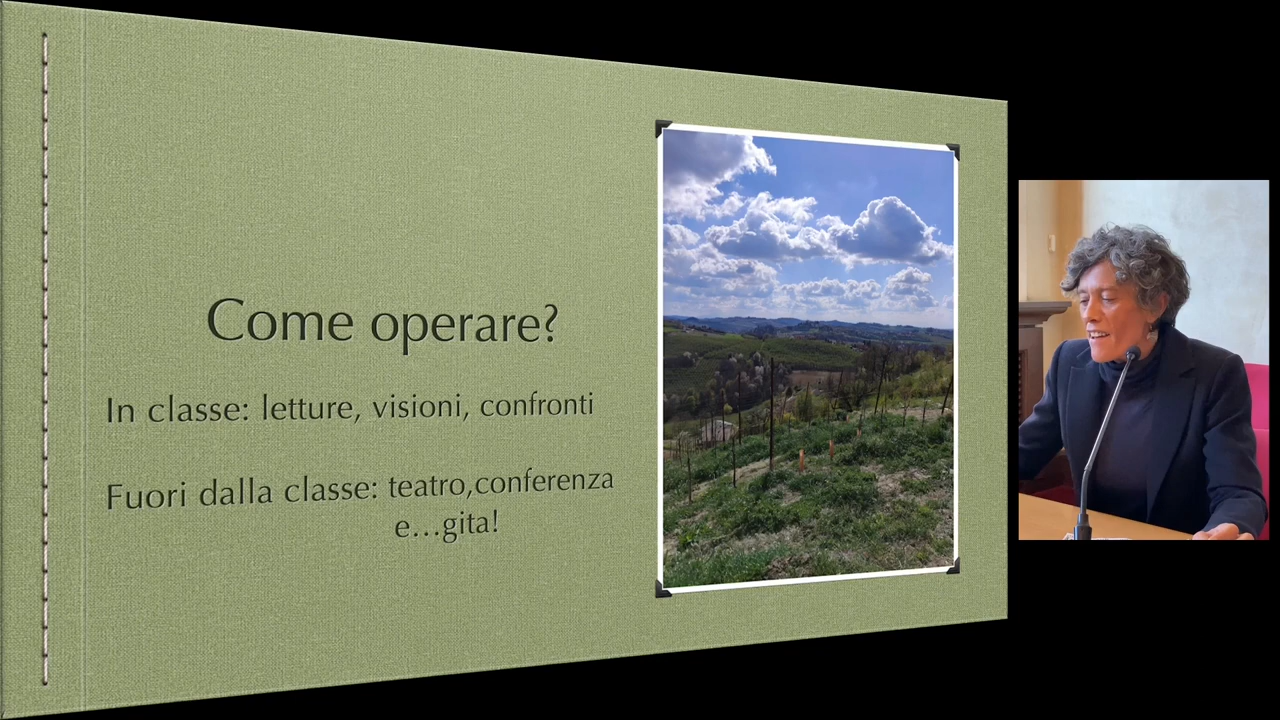 Come operare?
In classe: letture, visioni, confronti
Fuori dalla classe: teatro,conferenza
e...gita!